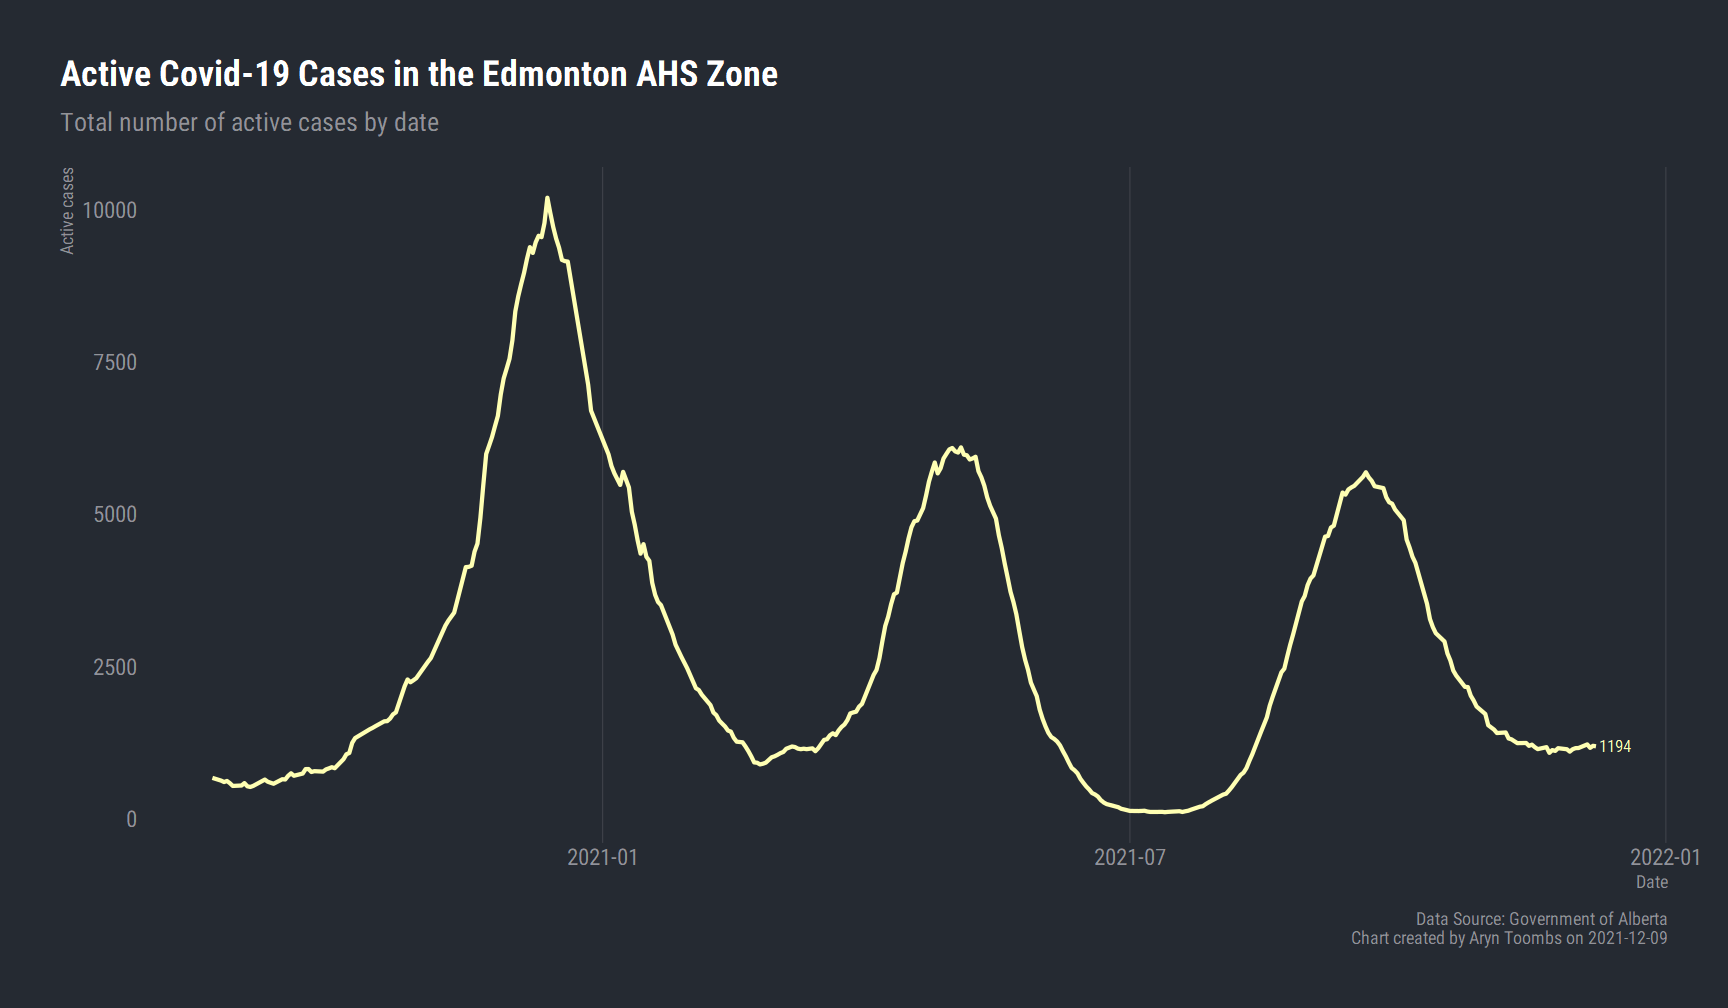 Active Covid-19 Cases in the Edmonton AHS Zone
Total number of active cases by date
Active cases
10000
7500
5000
2500
0
1194
2021-01
2021-07
2022-01
Date
Data Source: Government of Alberta
Chart created by Aryn Toombs on 2021-12-09